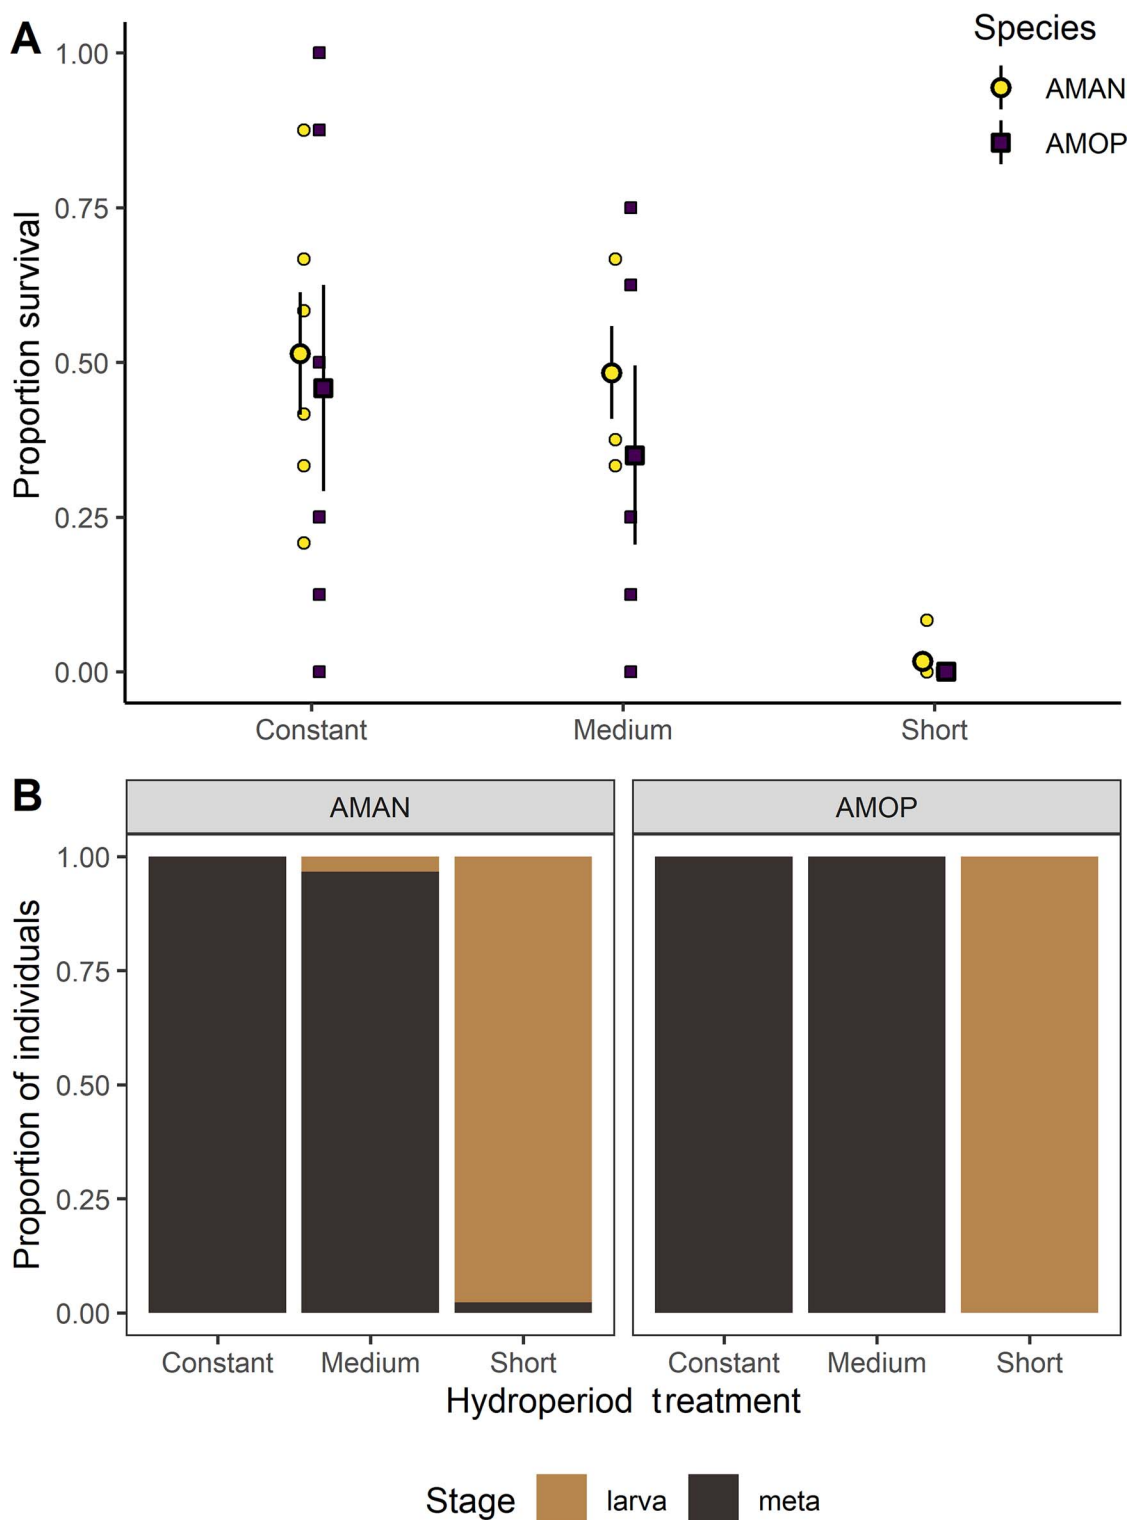 A
Species
AMAN
AMOP
Proportion survival
1.00
0.75
0.50
0.25
0.00
Constant Medium Short
B
AMAN AMOP
Proportion of individuals
1.00
0.75
0.50
0.25
0.00
Constant Medium Short Constant Medium Short
Hydroperiod treatment
Stage larva meta